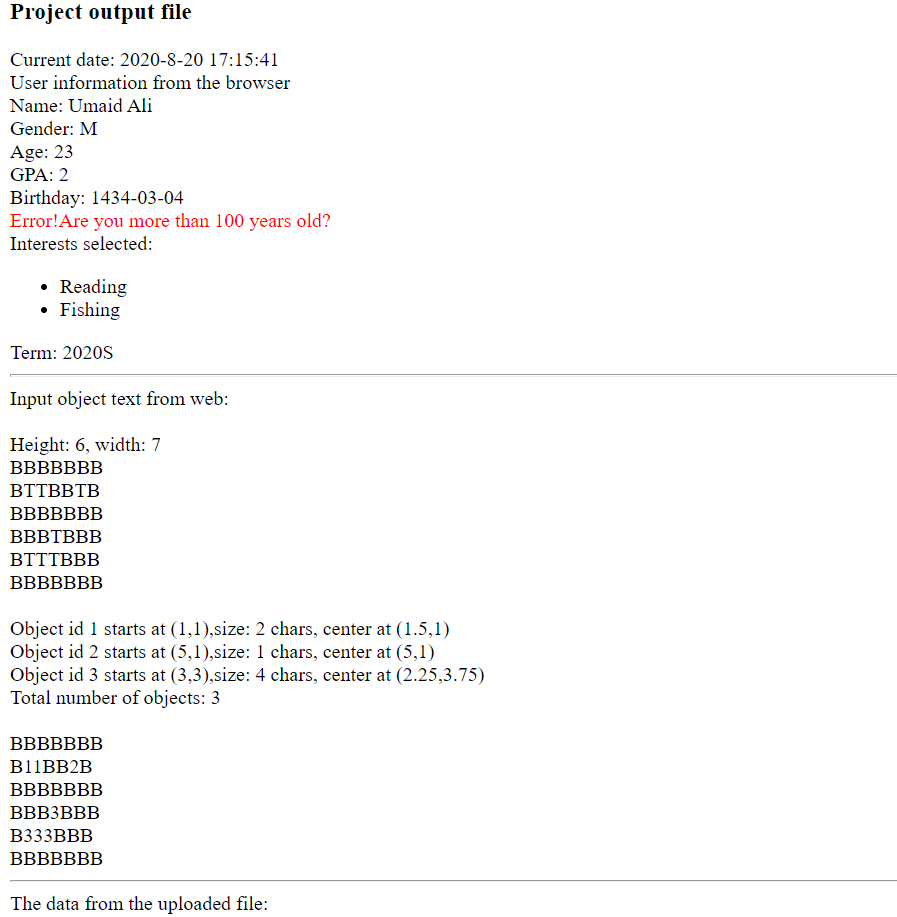 Project output file
Current date: 2020-8-20 17:15:41
User information from the browser
Name: Umaid Ali
Gender: M
Age: 23
GPA: 2
Birthday: 1434-03-04
Error!Are you more than 100 years old?
Interests selected:
• Reading
• Fishing
Term: 2020S
Input object text from web:
Height: 6, width: 7
BBBBBBB
BTTBBTB
BBBBBBB
BBBTBBB
BTTTBBB
BBBBBBB
Object id 1 starts at (1,1),size: 2 chars, center at (1.5,1)
Object id 2 starts at (5,1),size: 1 chars, center at (5,1)
Object id 3 starts at (3,3),size: 4 chars, center at (2.25,3.75)
Total number of objects: 3
BBBBBBB
B11BB2B
BBBBBBB
BBB3BBB
B333BBB
BBBBBBB
The data from the uploaded file: